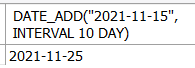 DATE_ADD("2021-11-15",
INTERVAL 10 DAY)
2021-11-25